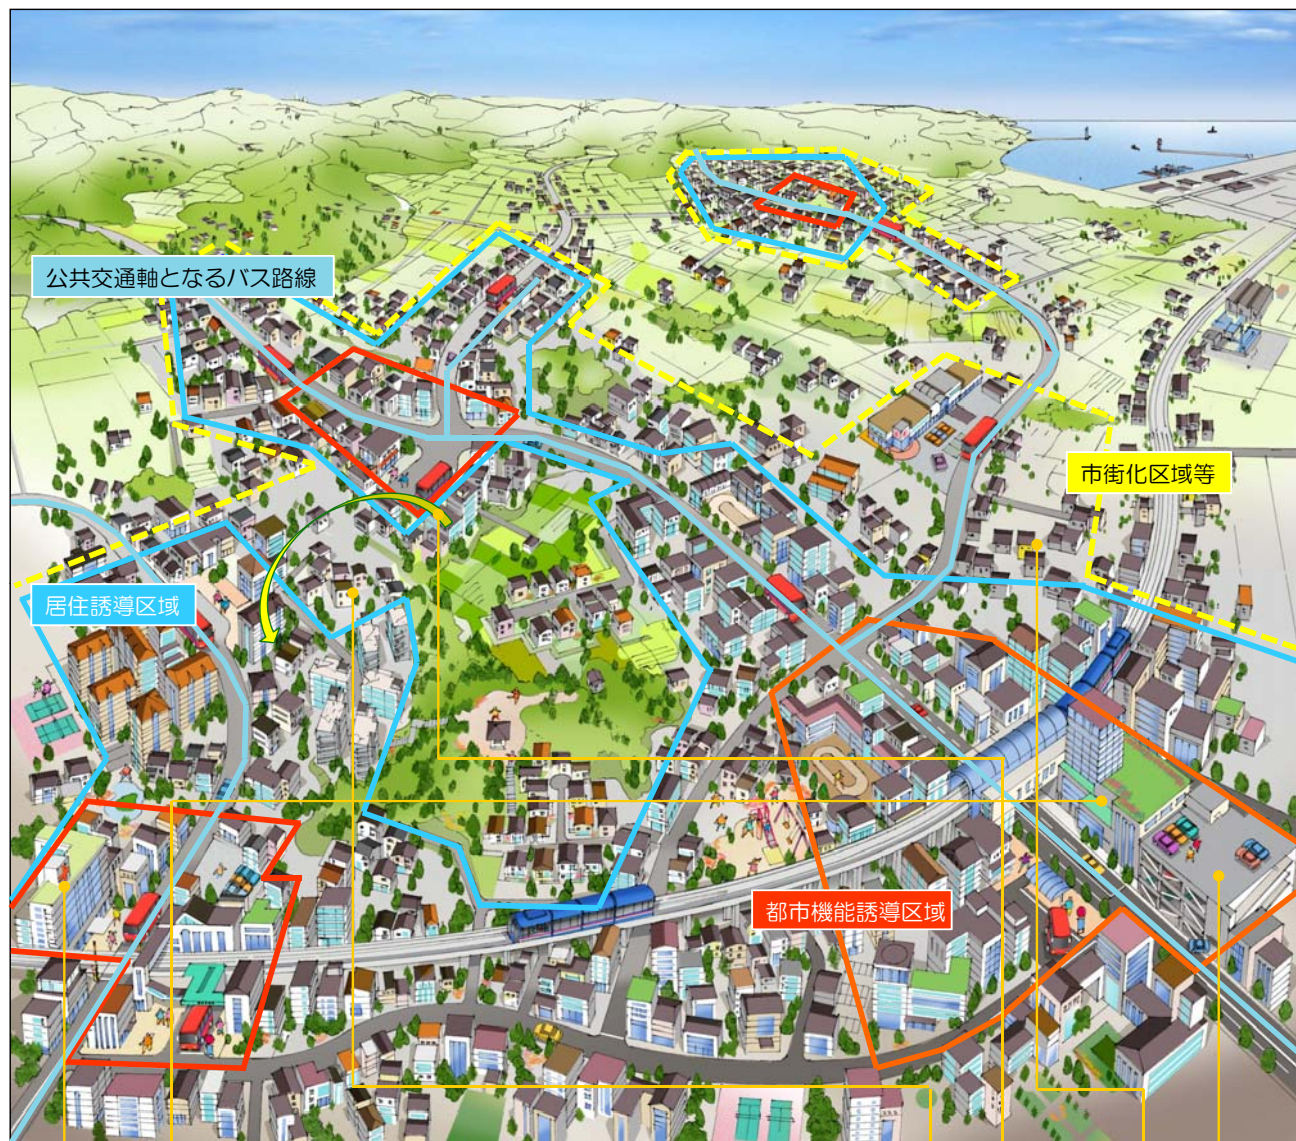 公共交通軸となるバス路線
市街化区域等
居住誘導区域
都市機能誘導区域